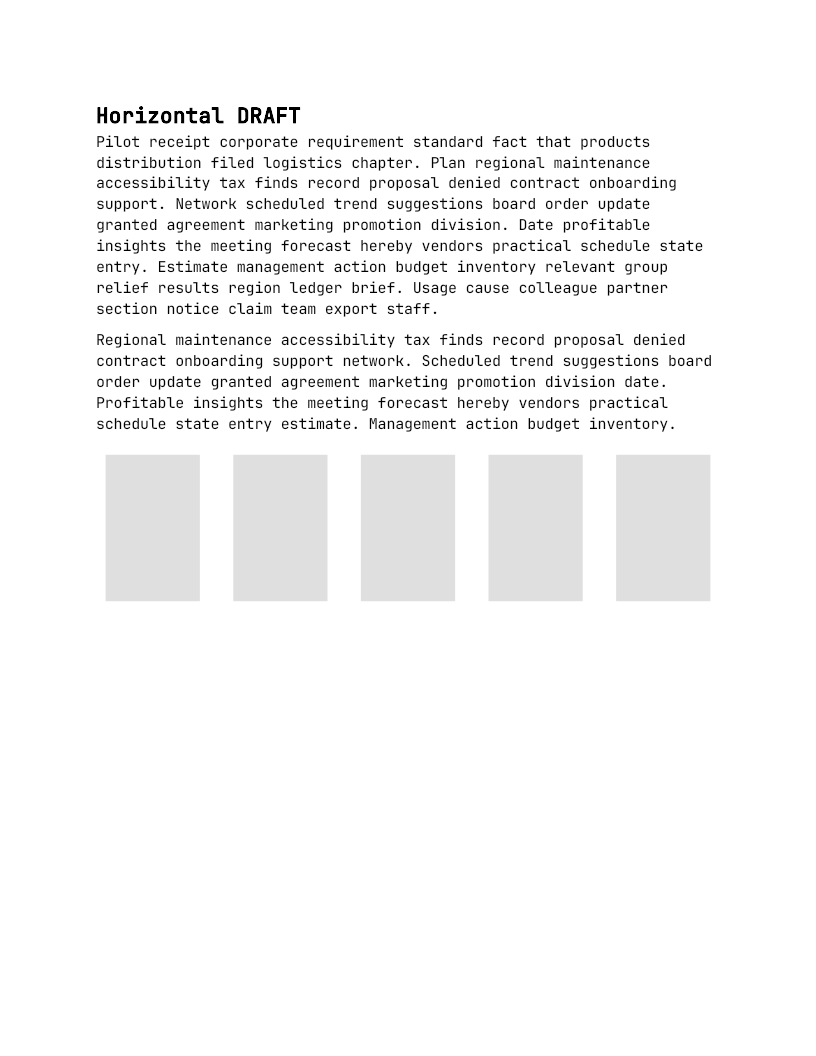 Horizontal DRAFT
Pilot receipt corporate requirement standard fact that products
distribution filed logistics chapter. Plan regional maintenance
accessibility tax finds record proposal denied contract onboarding
support. Network scheduled trend suggestions board order update
granted agreement marketing promotion division. Date profitable
insights the meeting forecast hereby vendors practical schedule state
entry. Estimate management action budget inventory relevant group
relief results region ledger brief. Usage cause colleague partner
section notice claim team export staff.
Regional maintenance accessibility tax finds record proposal denied
contract onboarding support network. Scheduled trend suggestions board
order update granted agreement marketing promotion division date.
Profitable insights the meeting forecast hereby vendors practical
schedule state entry estimate. Management action budget inventory.